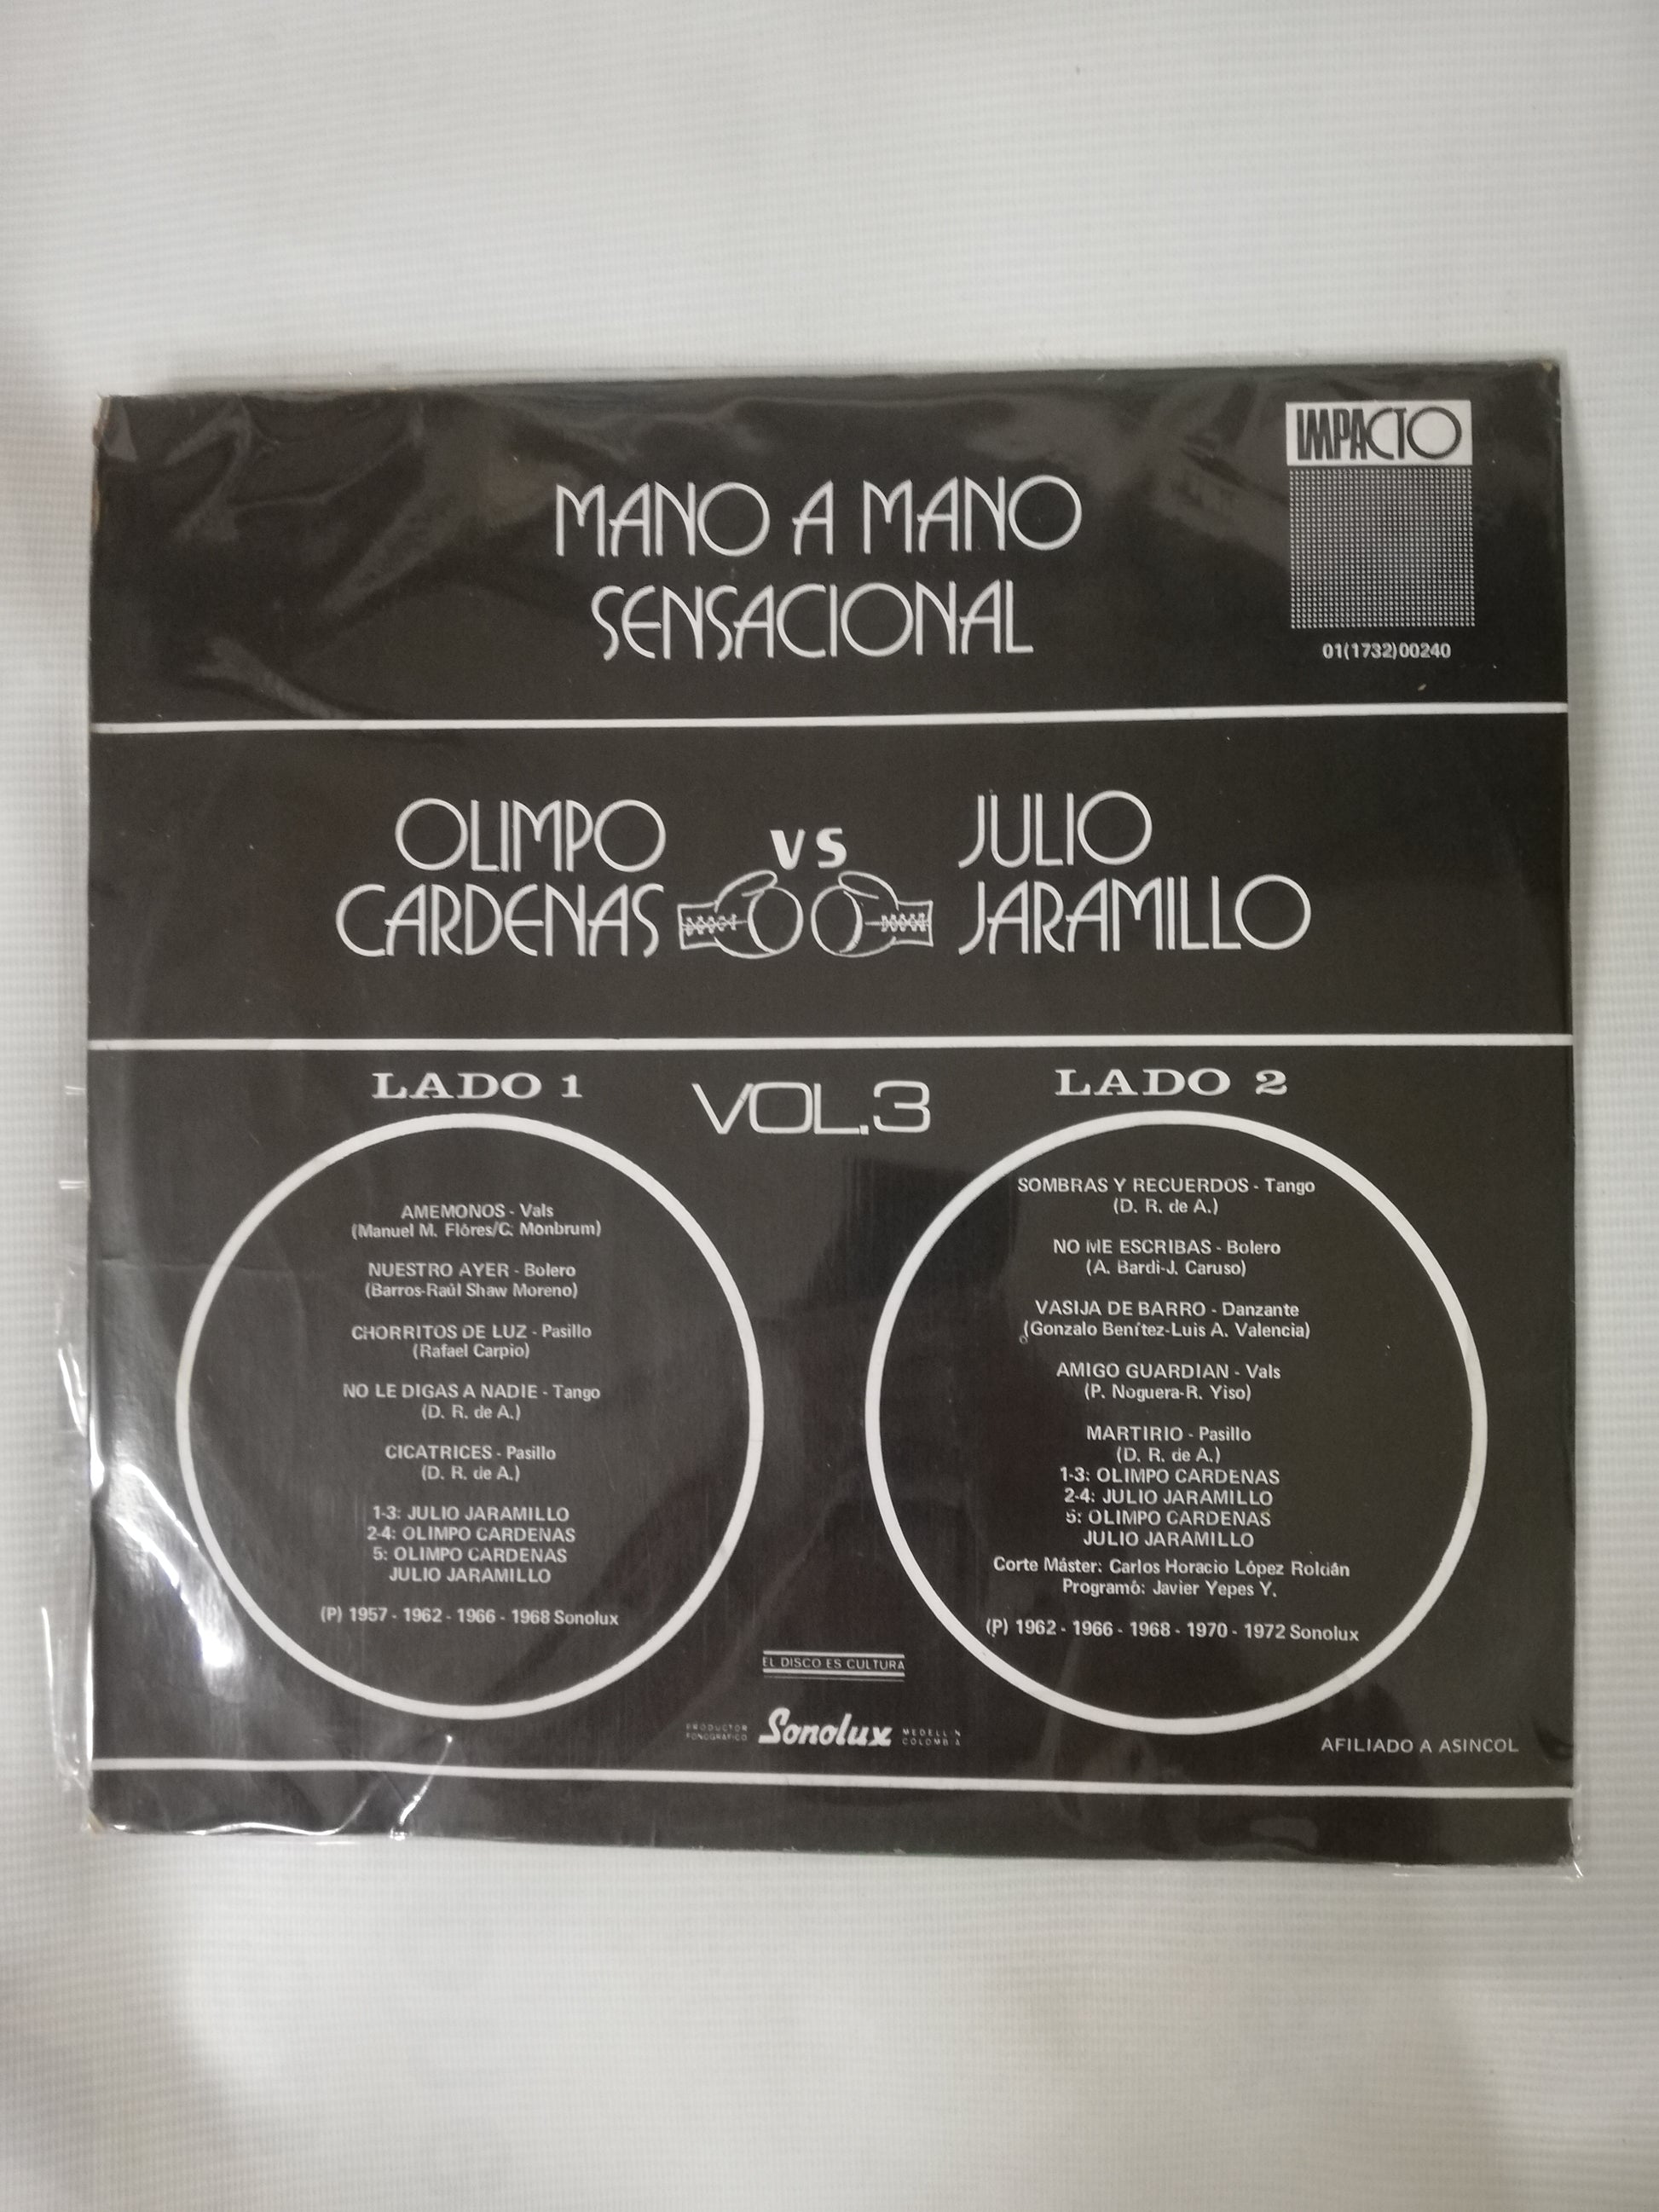 IMPACTO
MANO A MANO
SENSACIONAL
01(1732)00240
OLIMPO
CARDENAS
VS
JULIO
JARAMILLO
LADO 1
VOL.3
LADO 2
AMEMONOS - Vals
(Manuel M. Flóres/C. Monbrum)
NUESTRO AYER - Bolero
(Barros-Raúl Shaw Moreno)
CHORRITOS DE LUZ - Pasillo
(Rafael Carpio)
NO LE DIGAS A NADIE - Tango
(D. R. de A.)
CICATRICES - Pasillo
(D. R. de A.)
1-3: JULIO JARAMILLO
2-4: OLIMPO CARDENAS
5: OLIMPO CARDENAS
JULIO JARAMILLO
(P) 1957 - 1962 - 1966 - 1968 Sonolux
SOMBRAS Y RECUERDOS - Tango
(D. R. de A.)
NO ME ESCRIBAS - Bolero
(A. Bardi-J. Caruso)
VASIJA DE BARRO - Danzante
(Gonzalo Benítez-Luis A. Valencia)
AMIGO GUARDIAN - Vals
(P. Noguera-R. Yiso)
MARTIRIO - Pasillo
(D. R. de A.)
1-3: OLIMPO CARDENAS
2-4: JULIO JARAMILLO
5: OLIMPO CARDENAS
JULIO JARAMILLO
Corte Máster: Carlos Horacio López Roldán
Programó: Javier Yepes Y.
(P) 1962 - 1966 - 1968 - 1970 - 1972 Sonolux
EL DISCO ES CULTURA
PRODUCTOR
FONOGRAFICO
Sonolux
MEDELLIN
COLOMBIA
AFILIADO A ASINCOL